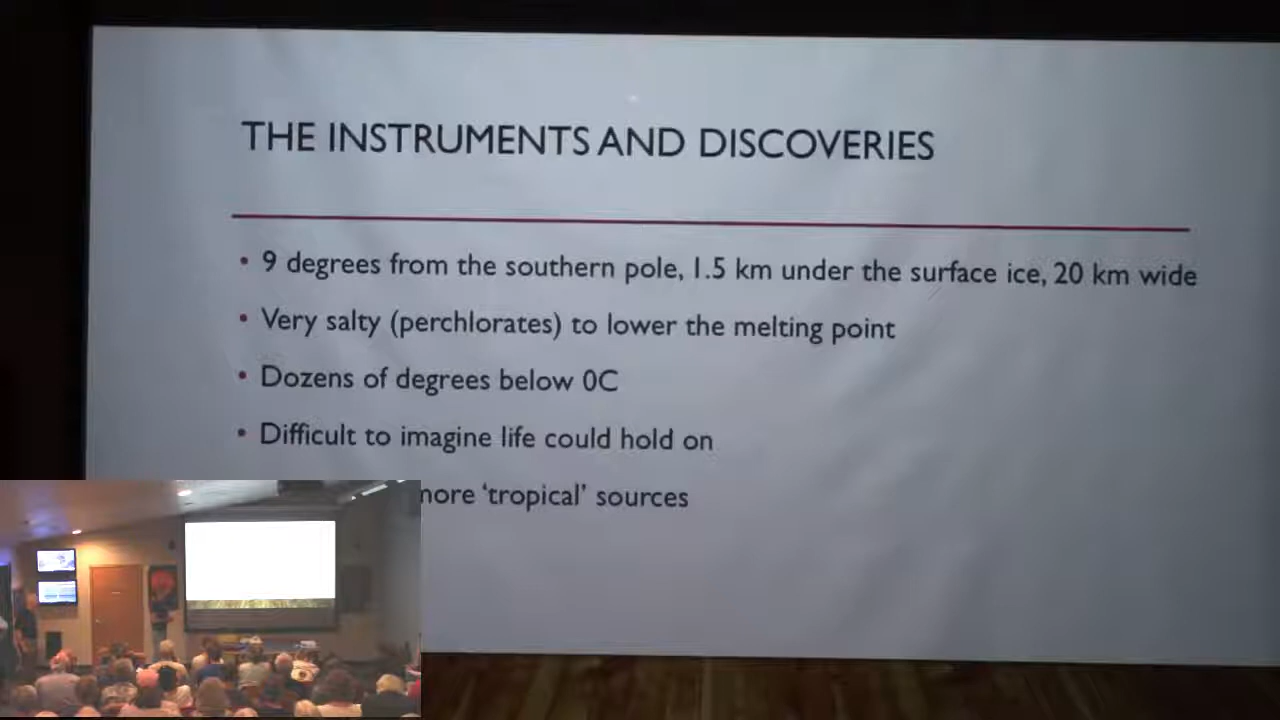 THE INSTRUMENTS AND DISCOVERIES
• 9 degrees from the southern pole, 1.5 km under the surface ice, 20 km wide
• Very salty (perchlorates) to lower the melting point
• Dozens of degrees below 0C
• Difficult to imagine life could hold on
more 'tropical' sources